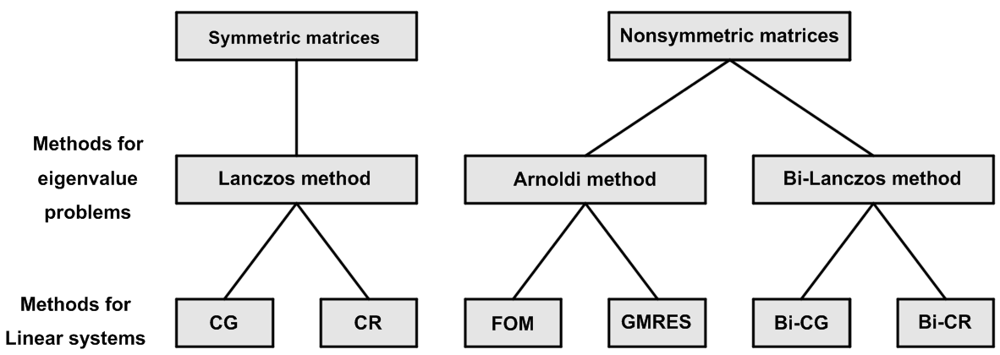 Symmetric matrices
Nonsymmetric matrices
Methods for
eigenvalue
problems
Lanczos method
Arnoldi method
Bi-Lanczos method
Methods for
Linear systems
CG
CR
FOM
GMRES
Bi-CG
Bi-CR